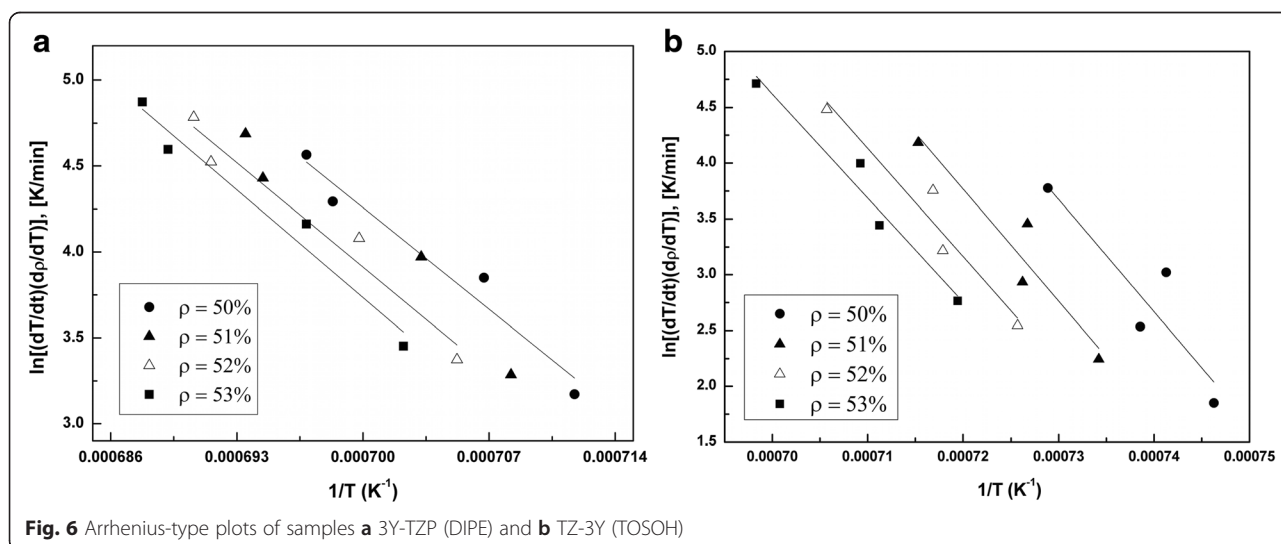 a
5.0
4.5
4.0
3.5
3.0
ln[(dT/dt)(dρ/dT)], [K/min]
ρ = 50%
ρ = 51%
ρ = 52%
ρ = 53%
0.000686 0.000693 0.000700 0.000707 0.000714
1/T (K⁻¹)
b
5.0
4.5
4.0
3.5
3.0
2.5
2.0
1.5
ln[(dT/dt)(dρ/dT)], [K/min]
ρ = 50%
ρ = 51%
ρ = 52%
ρ = 53%
0.00070 0.00071 0.00072 0.00073 0.00074 0.00075
1/T (K⁻¹)
Fig. 6 Arrhenius-type plots of samples a 3Y-TZP (DIPE) and b TZ-3Y (TOSOH)